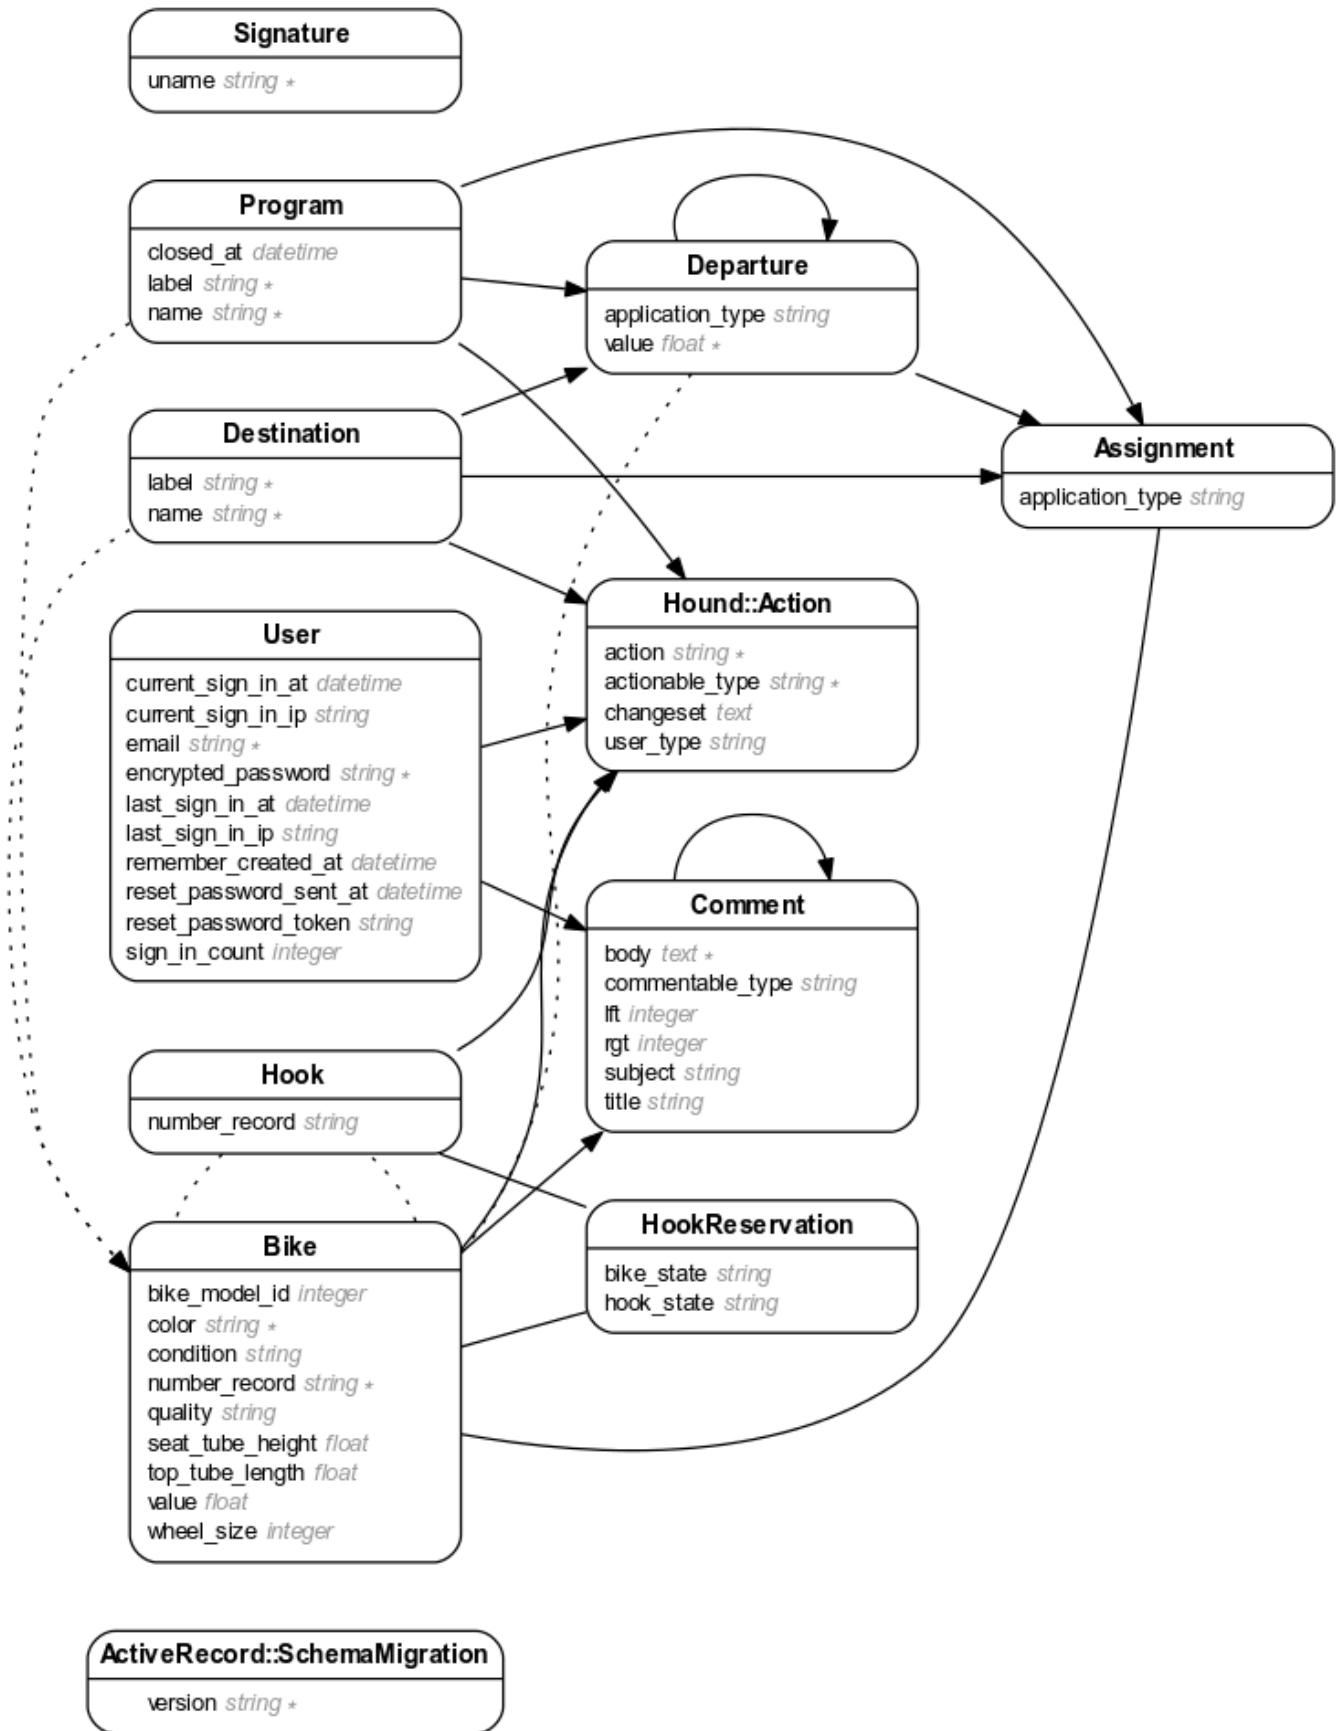 Signature
uname string *
Program
closed_at datetime
label string *
name string *
Departure
application_type string
value float *
Destination
label string *
name string *
Assignment
application_type string
Hound::Action
action string *
actionable_type string *
changeset text
user_type string
User
current_sign_in_at datetime
current_sign_in_ip string
email string *
encrypted_password string *
last_sign_in_at datetime
last_sign_in_ip string
remember_created_at datetime
reset_password_sent_at datetime
reset_password_token string
sign_in_count integer
Comment
body text *
commentable_type string
lft integer
rgt integer
subject string
title string
Hook
number_record string
HookReservation
bike_state string
hook_state string
Bike
bike_model_id integer
color string *
condition string
number_record string *
quality string
seat_tube_height float
top_tube_length float
value float
wheel_size integer
ActiveRecord::SchemaMigration
version string *